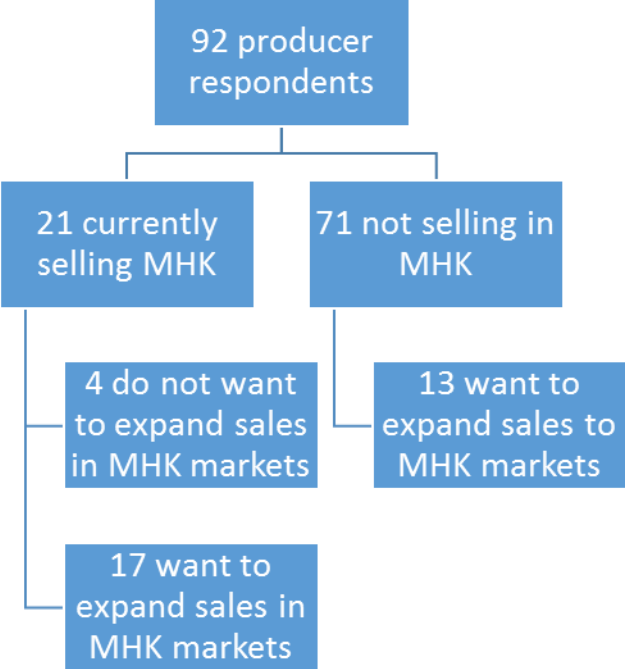 92 producer
respondents
21 currently
selling MHK
71 not selling in
MHK
4 do not want
to expand sales
in MHK markets
13 want to
expand sales to
MHK markets
17 want to
expand sales in
MHK markets